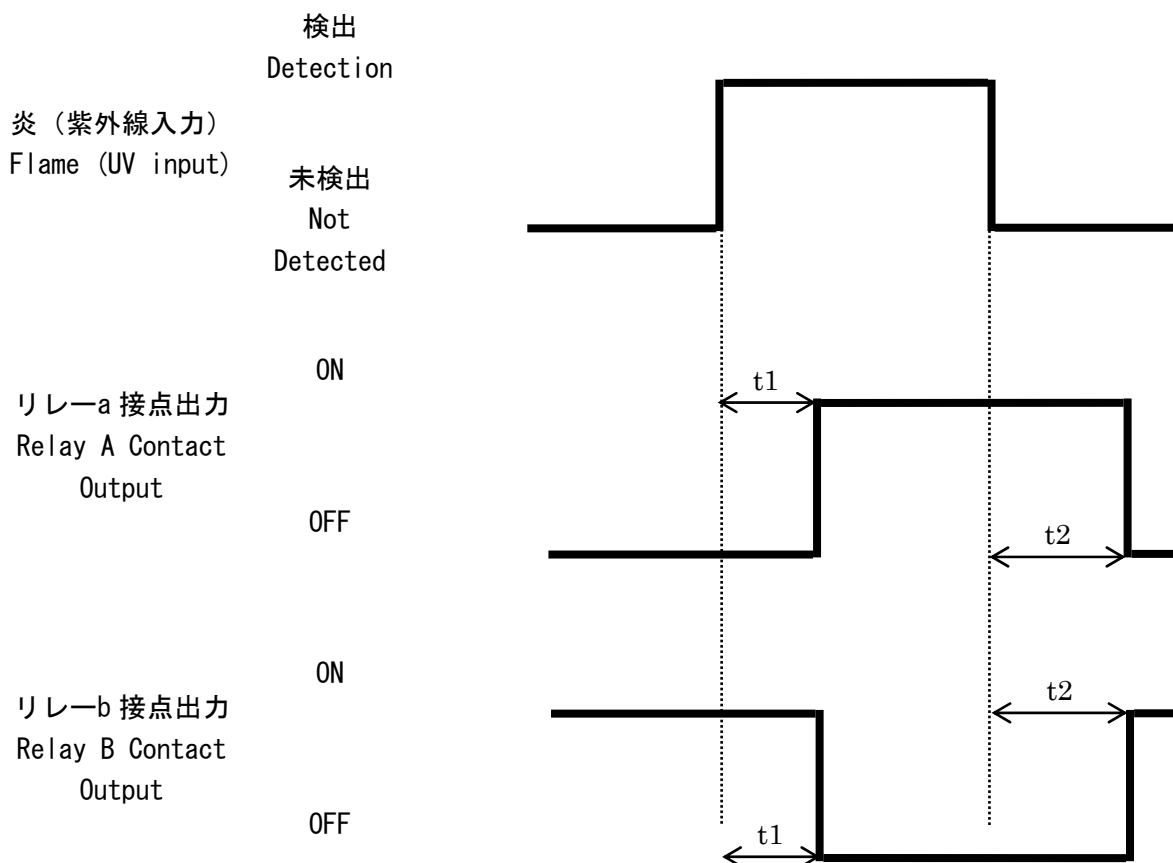 検出
Detection
炎（紫外線入力）
Flame (UV input)
未検出
Not
Detected
ON
t1
リレーa 接点出力
Relay A Contact
Output
OFF
t2
ON
リレーb 接点出力
Relay B Contact
Output
t2
OFF
t1